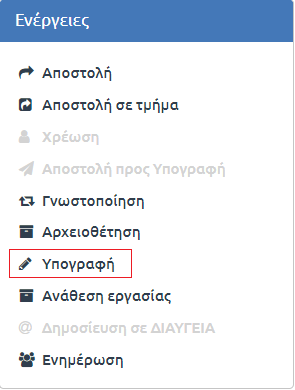 Ενέργειες
Αποστολή
Αποστολή σε τμήμα
Χρέωση
Αποστολή προς Υπογραφή
Γνωστοποίηση
Αρχειοθέτηση
Υπογραφή
Ανάθεση εργασίας
Δημοσίευση σε ΔΙΑΥΓΕΙΑ
Ενημέρωση